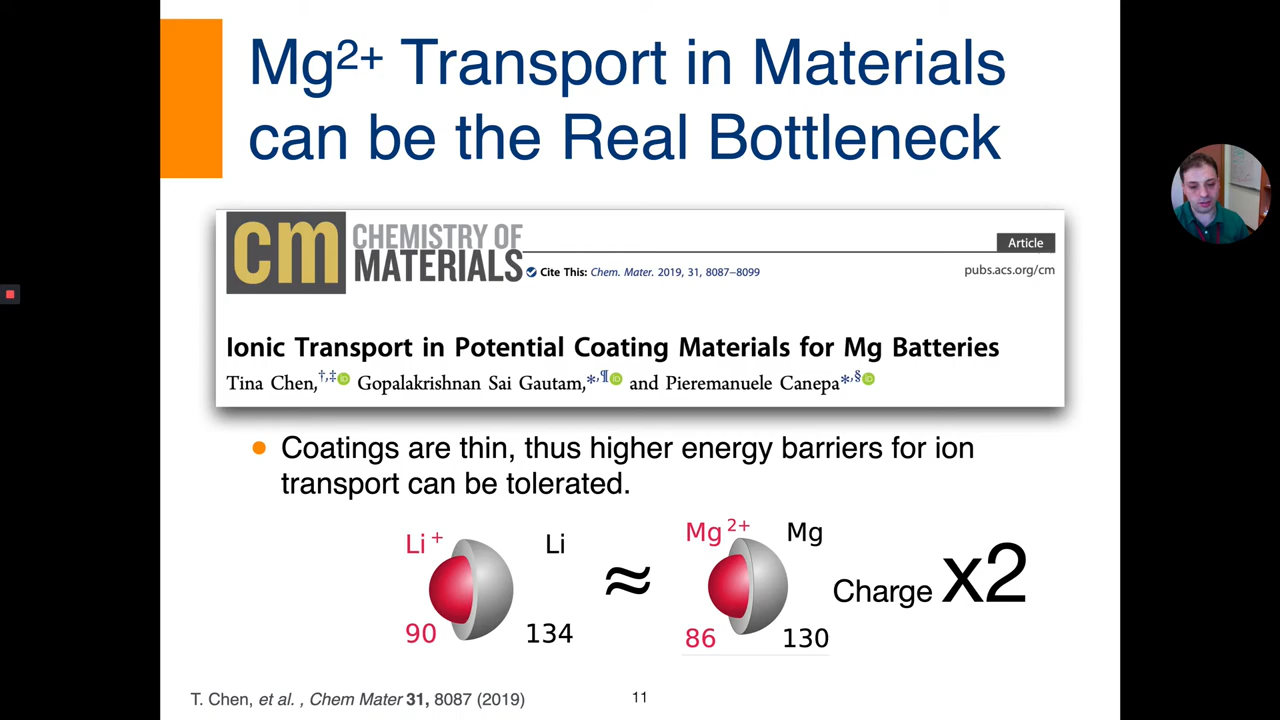 Mg2+ Transport in Materials
can be the Real Bottleneck
cm CHEMISTRY OF
MATERIALS
Article
Cite This: Chem. Mater. 2019, 31, 8087−8099
pubs.acs.org/cm
Ionic Transport in Potential Coating Materials for Mg Batteries
Tina Chen,†,‡ Gopalakrishnan Sai Gautam,*,¶ and Pieremanuele Canepa*,§
Coatings are thin, thus higher energy barriers for ion
transport can be tolerated.
Li + Li ≈ Mg 2+ Mg Charge x2
90 134 86 130
T. Chen, et al. , Chem Mater 31, 8087 (2019)
11